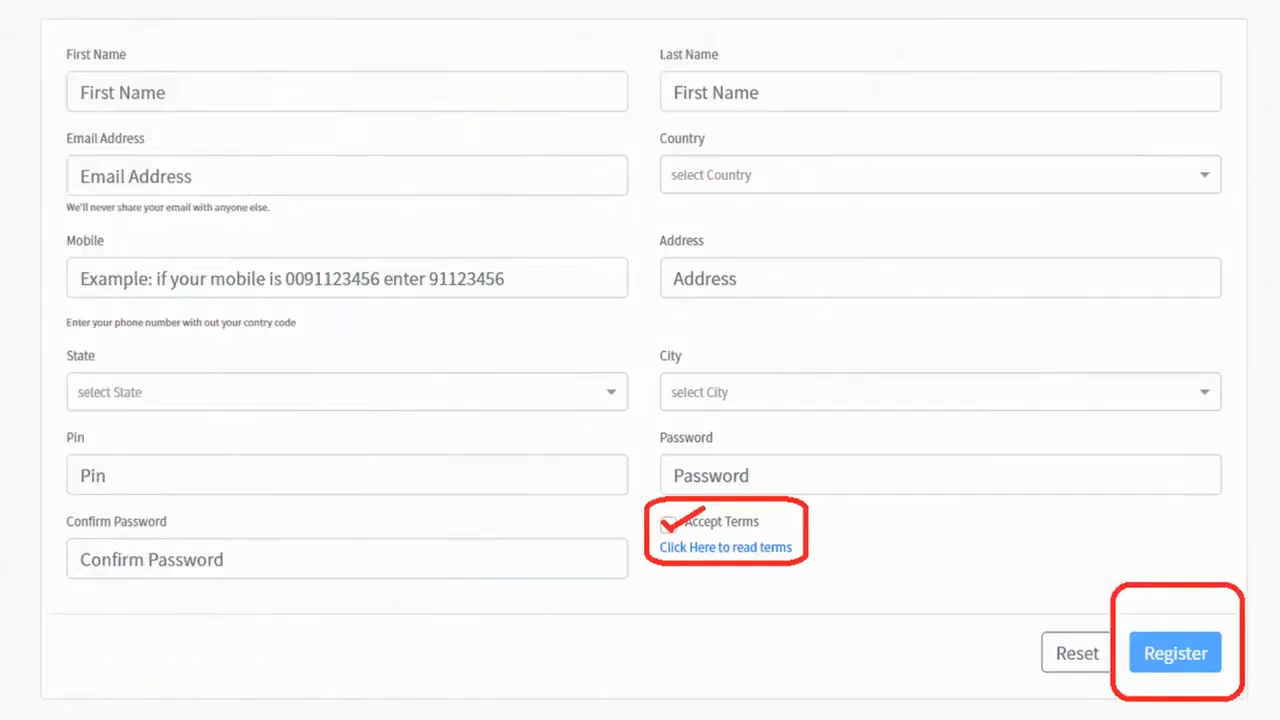 First Name
First Name
Last Name
First Name
Email Address
Email Address
We'll never share your email with anyone else.
Country
select Country
Mobile
Example: if your mobile is 0091123456 enter 91123456
Enter your phone number with out your contry code
Address
Address
State
select State
City
select City
Pin
Pin
Password
Password
Confirm Password
Confirm Password
Accept Terms
Click Here to read terms
Reset
Register